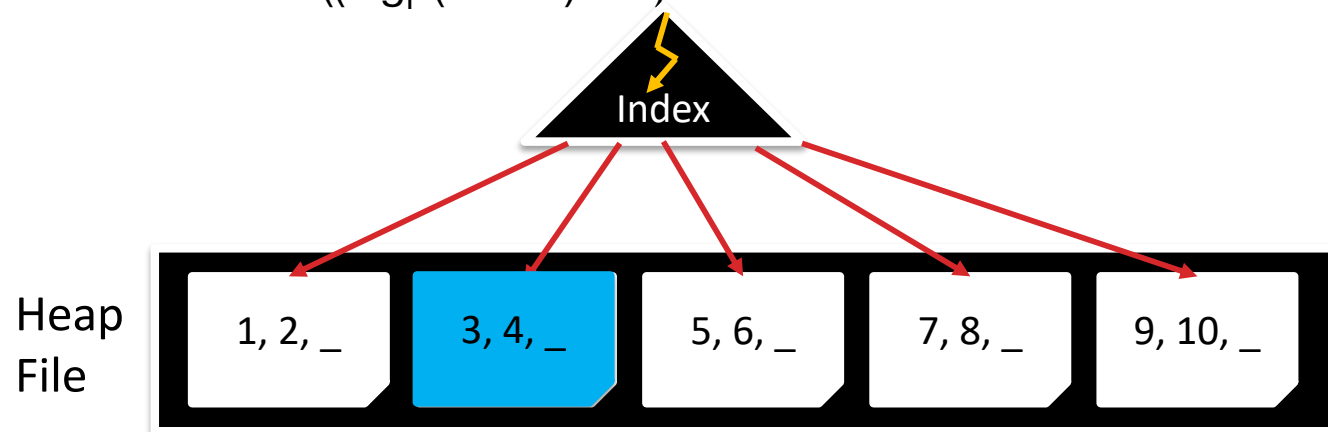 Index
Heap
File
1, 2, _
3, 4, _
5, 6, _
7, 8, _
9, 10, _